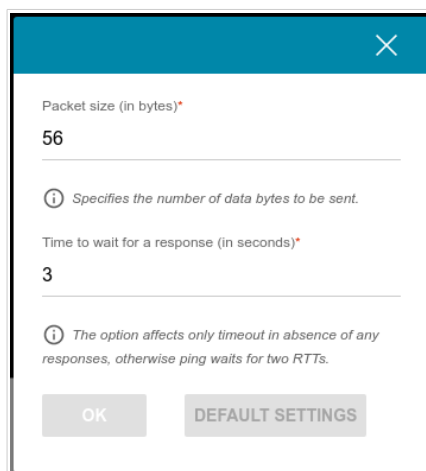 Packet size (in bytes)*
56
Specifies the number of data bytes to be sent.
Time to wait for a response (in seconds)*
3
The option affects only timeout in absence of any
responses, otherwise ping waits for two RTTs.
OK
DEFAULT SETTINGS